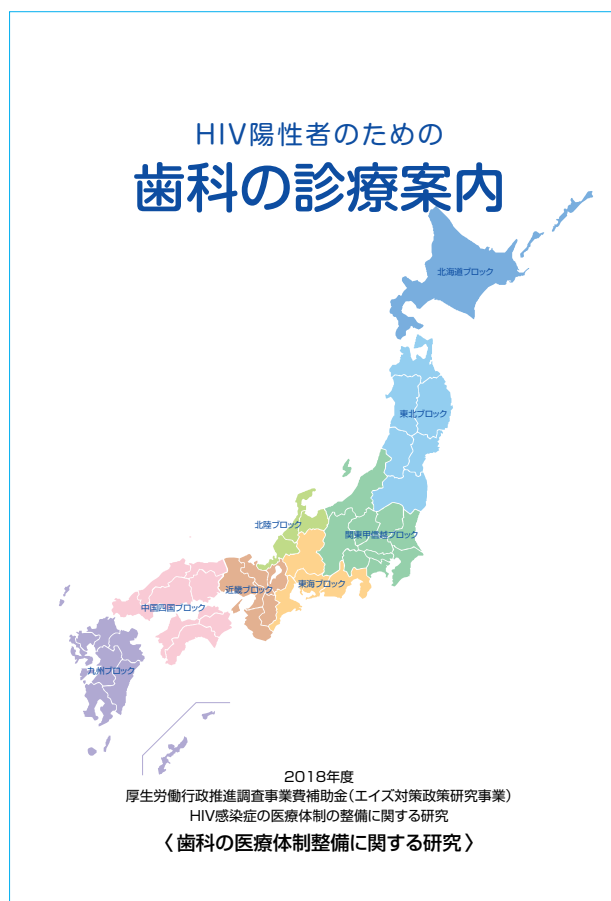 HIV陽性者のための
歯科の診療案内
北海道ブロック
東北ブロック
北陸ブロック
関東甲信越ブロック
東海ブロック
近畿ブロック
中国四国ブロック
九州ブロック
2018年度
厚生労働行政推進調査事業費補助金（エイズ対策政策研究事業）
HIV感染症の医療体制の整備に関する研究
〈歯科の医療体制整備に関する研究〉